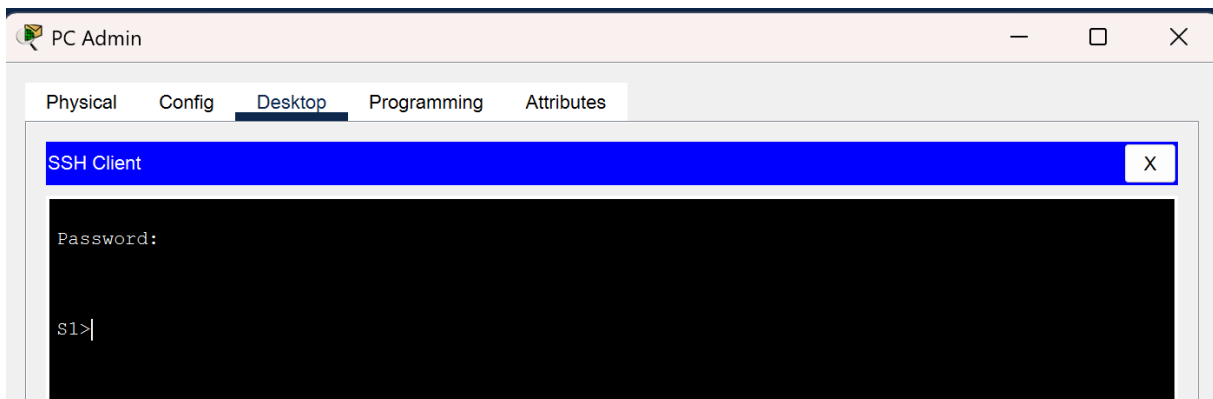 PC Admin
Physical Config Desktop Programming Attributes
SSH Client X
Password:
S1>